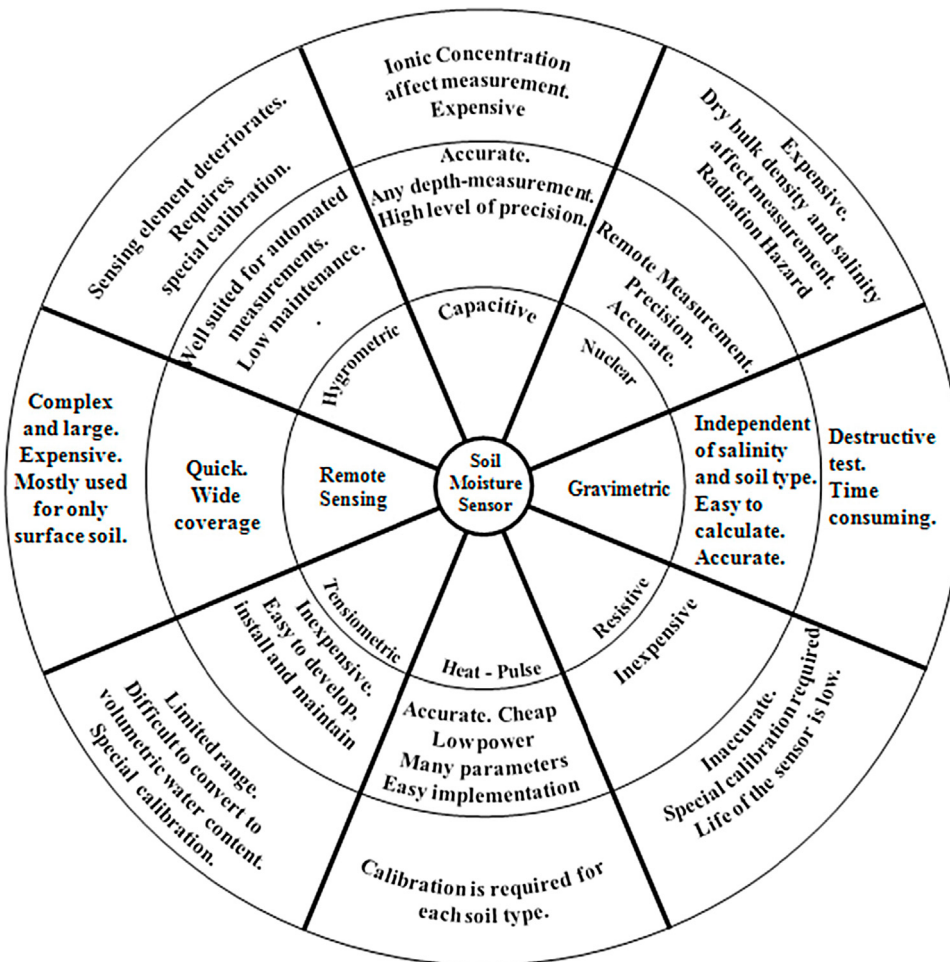 Soil
Moisture
Sensor
Capacitive
Accurate.
Any depth-measurement.
High level of precision.
Ionic Concentration
affect measurement.
Expensive
Nuclear
Remote Measurement.
Precision.
Accurate.
Expensive.
Dry bulk density and salinity
affect measurement.
Radiation Hazard
Gravimetric
Independent
of salinity
and soil type.
Easy to
calculate.
Accurate.
Destructive
test.
Time
consuming.
Resistive
Inexpensive
Inaccurate.
Special calibration required
Life of the sensor is low.
Heat - Pulse
Accurate. Cheap
Low power
Many parameters
Easy implementation
Calibration is required for
each soil type.
Tensiometric
Inexpensive.
Easy to develop,
install and maintain
Limited range.
Difficult to convert to
volumetric water content.
Special calibration.
Remote
Sensing
Quick.
Wide
coverage
Complex
and large.
Expensive.
Mostly used
for only
surface soil.
Hygrometric
Well suited for automated
measurements.
Low maintenance.
Sensing element deteriorates.
Requires
special calibration.